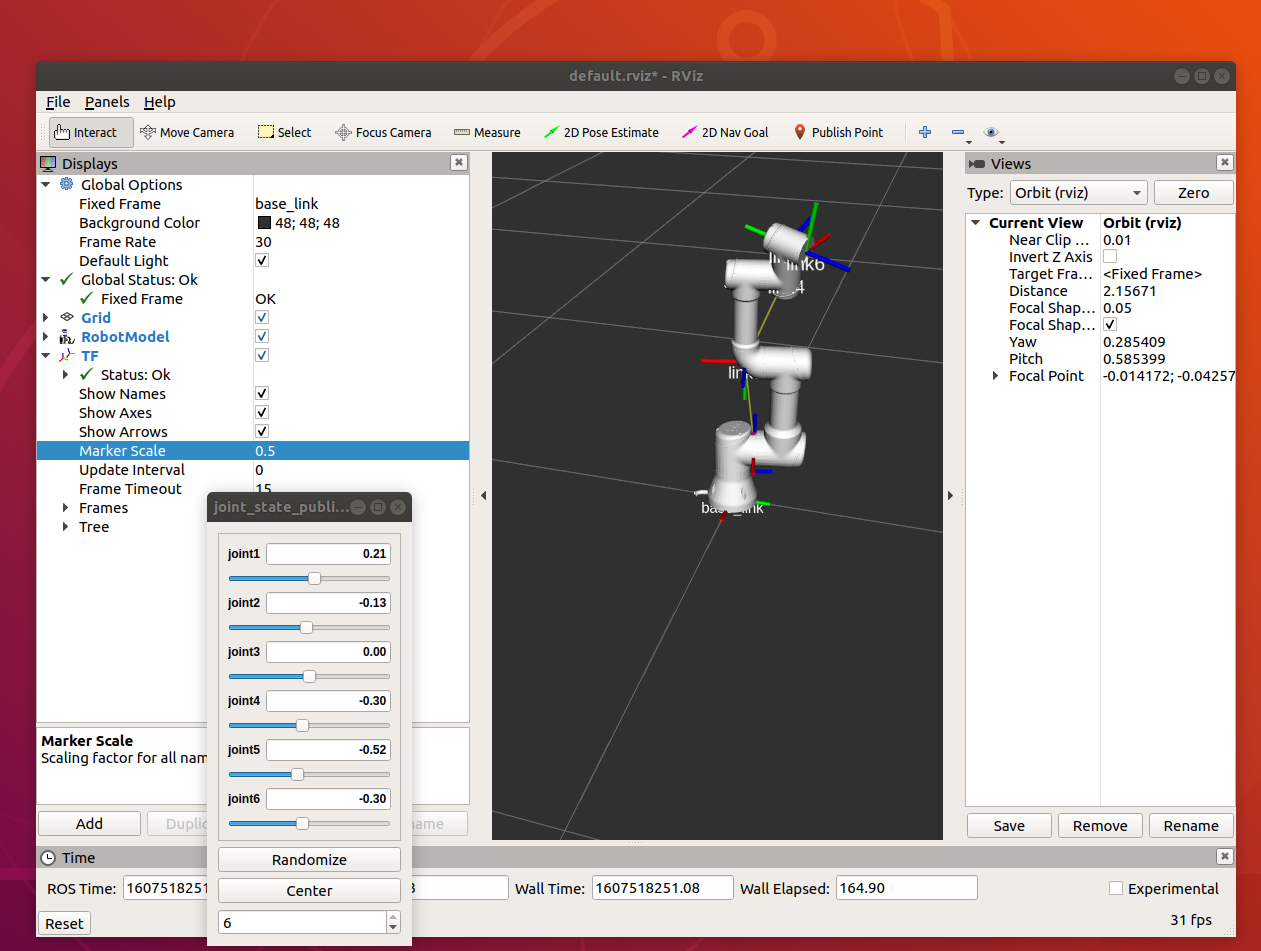 default.rviz* - RViz
File Panels Help
Interact Move Camera Select Focus Camera Measure 2D Pose Estimate 2D Nav Goal Publish Point
Displays
Global Options
Fixed Frame base_link
Background Color 48; 48; 48
Frame Rate 30
Default Light
Global Status: Ok
Fixed Frame OK
Grid
RobotModel
TF
Status: Ok
Show Names
Show Axes
Show Arrows
Marker Scale 0.5
Update Interval 0
Frame Timeout 15
Frames
Tree
Marker Scale
Scaling factor for all nam
Add Duplic name
joint_state_publi...
joint1 0.21
joint2 -0.13
joint3 0.00
joint4 -0.30
joint5 -0.52
joint6 -0.30
Randomize
Center
6
link6
base_link
Views
Type: Orbit (rviz) Zero
Current View Orbit (rviz)
Near Clip ... 0.01
Invert Z Axis
Target Fra... <Fixed Frame>
Distance 2.15671
Focal Shap... 0.05
Focal Shap...
Yaw 0.285409
Pitch 0.585399
Focal Point -0.014172; -0.04257
Save Remove Rename
Time
ROS Time: 1607518251 Wall Time: 1607518251.08 Wall Elapsed: 164.90 Experimental
Reset 31 fps